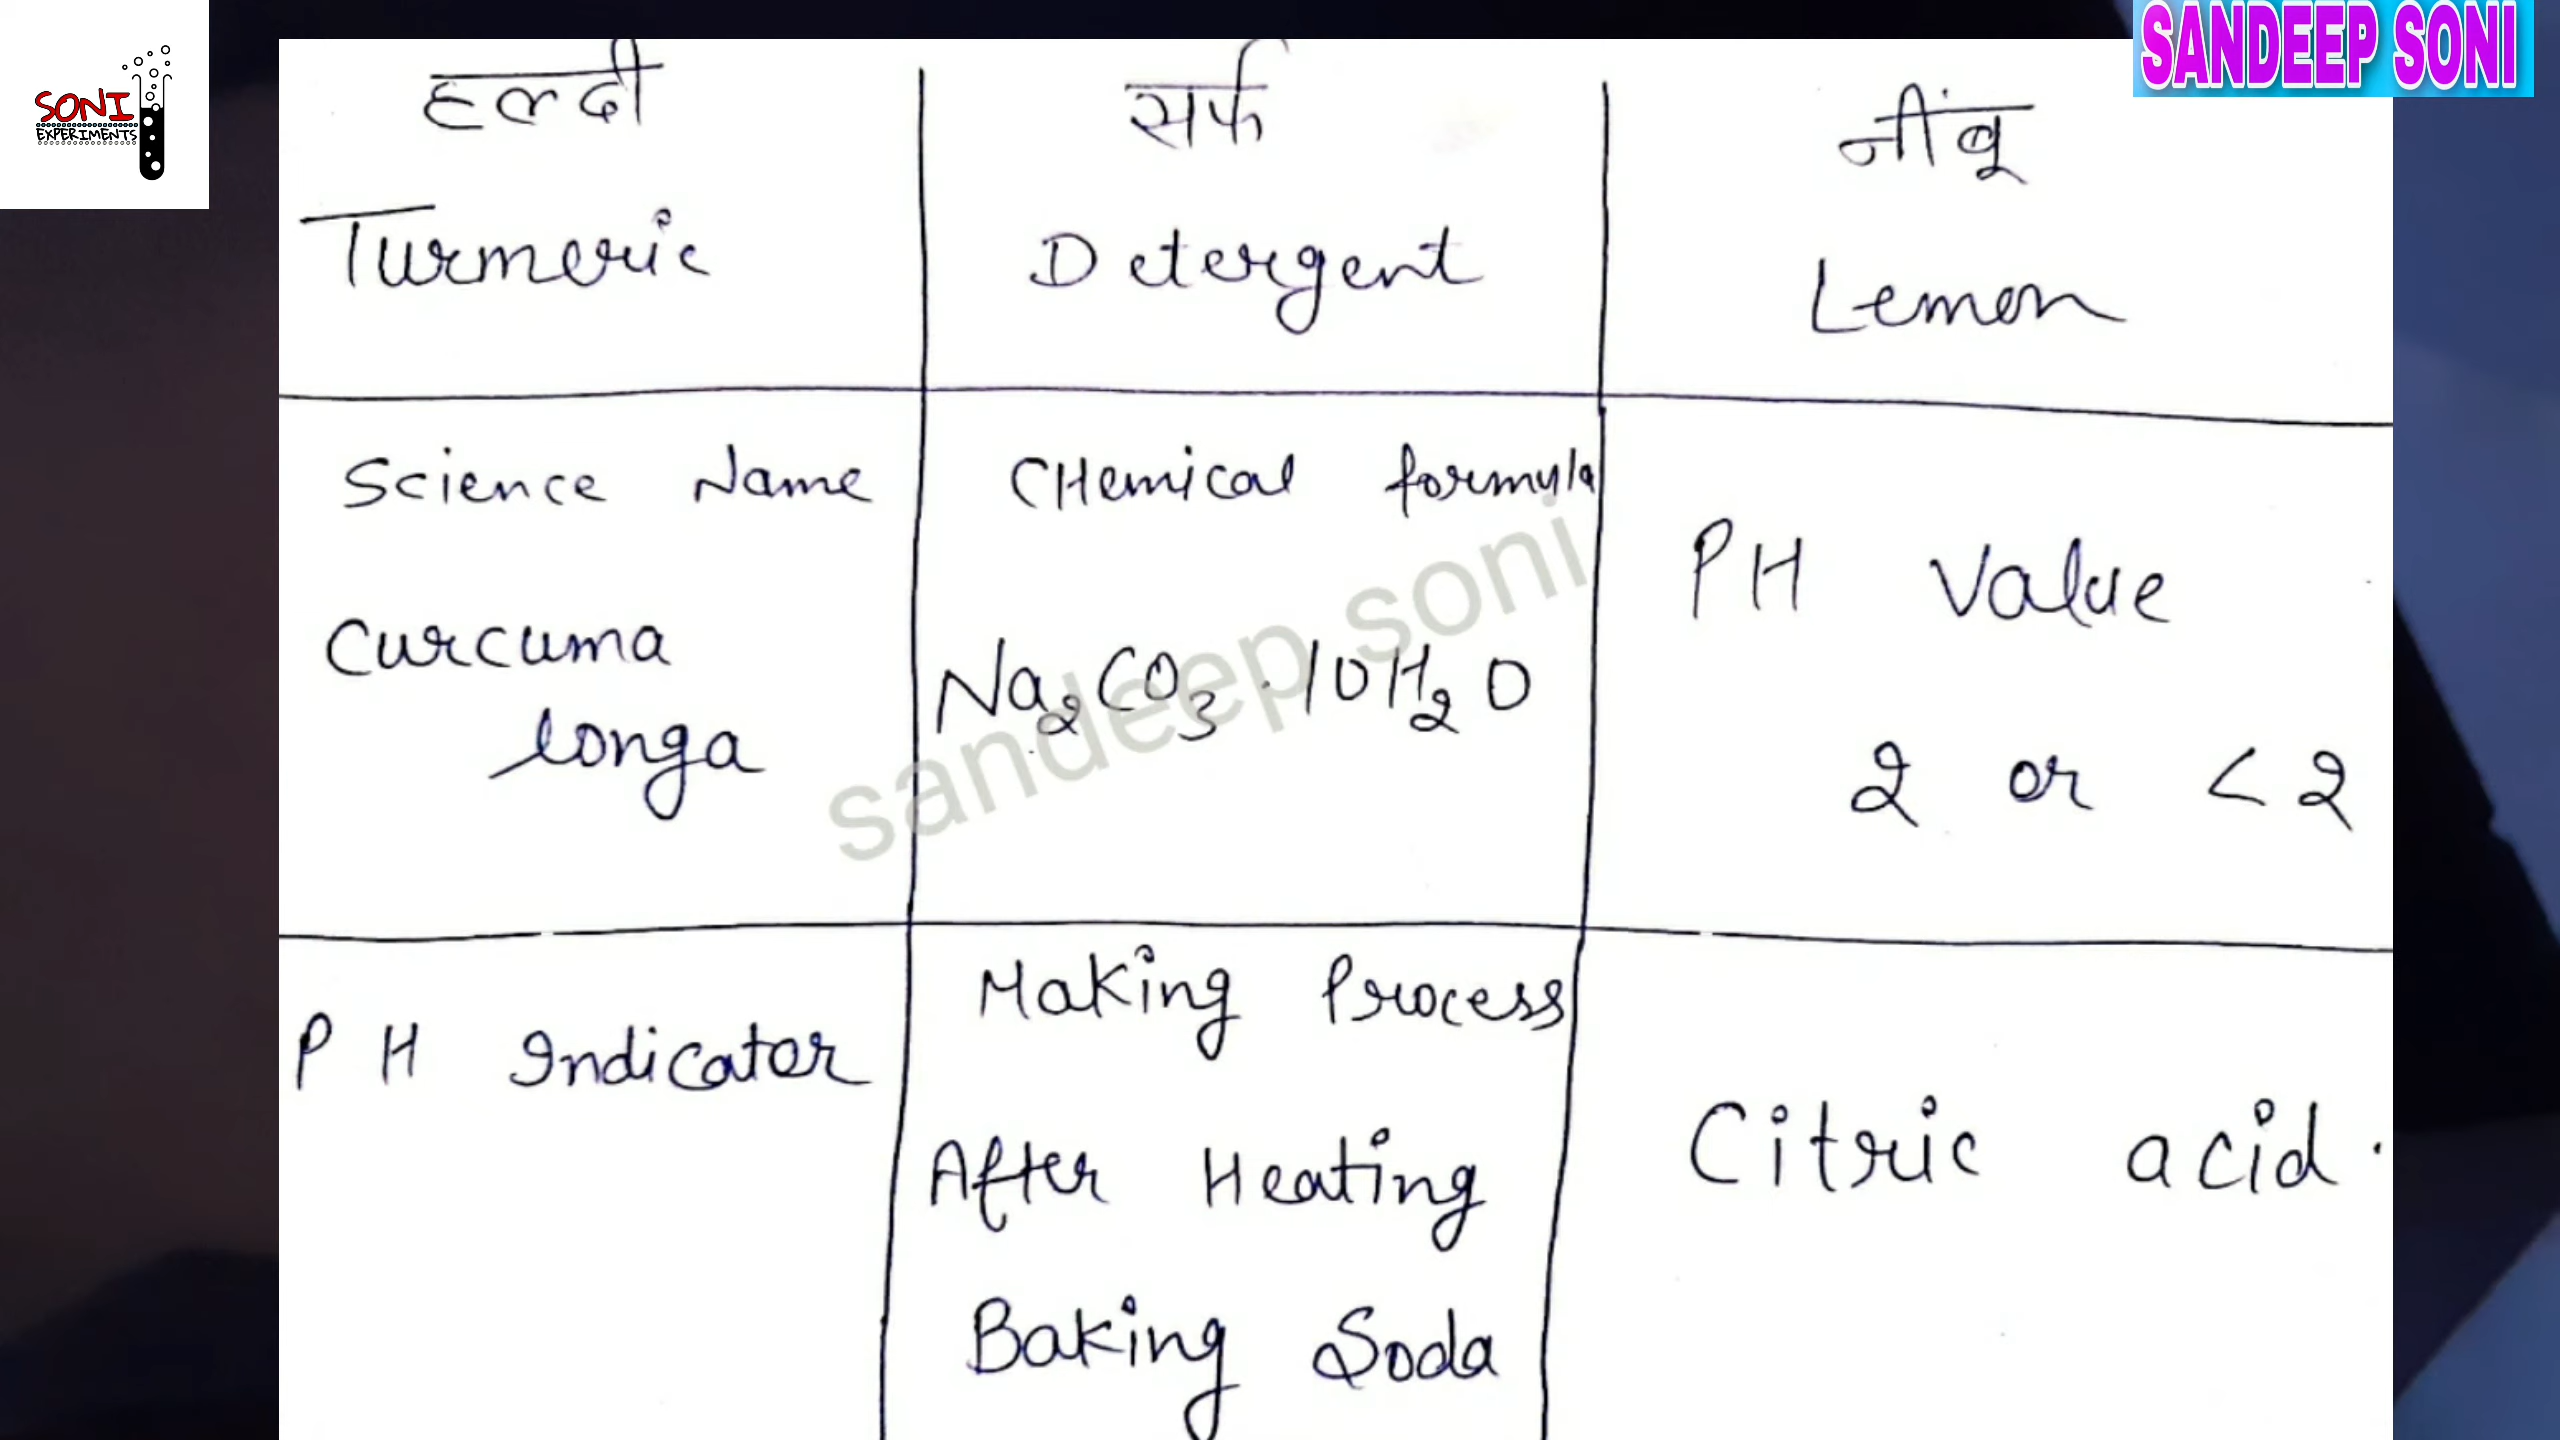 SONI
EXPERIMENTS
SANDEEP SONI
हल्दी
Turmeric
सर्फ
Detergent
नींबू
Lemon
Science Name
Curcuma
longa
CHemical formula
Na₂CO₃.10H₂O
PH Value
2 or <2
sandeep soni
PH Indicator
Making Process
After Heating
Baking Soda
Citric acid.